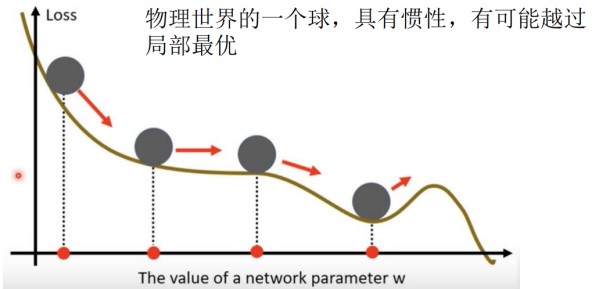 物理世界的一个球，具有惯性，有可能越过
局部最优
Loss
The value of a network parameter w